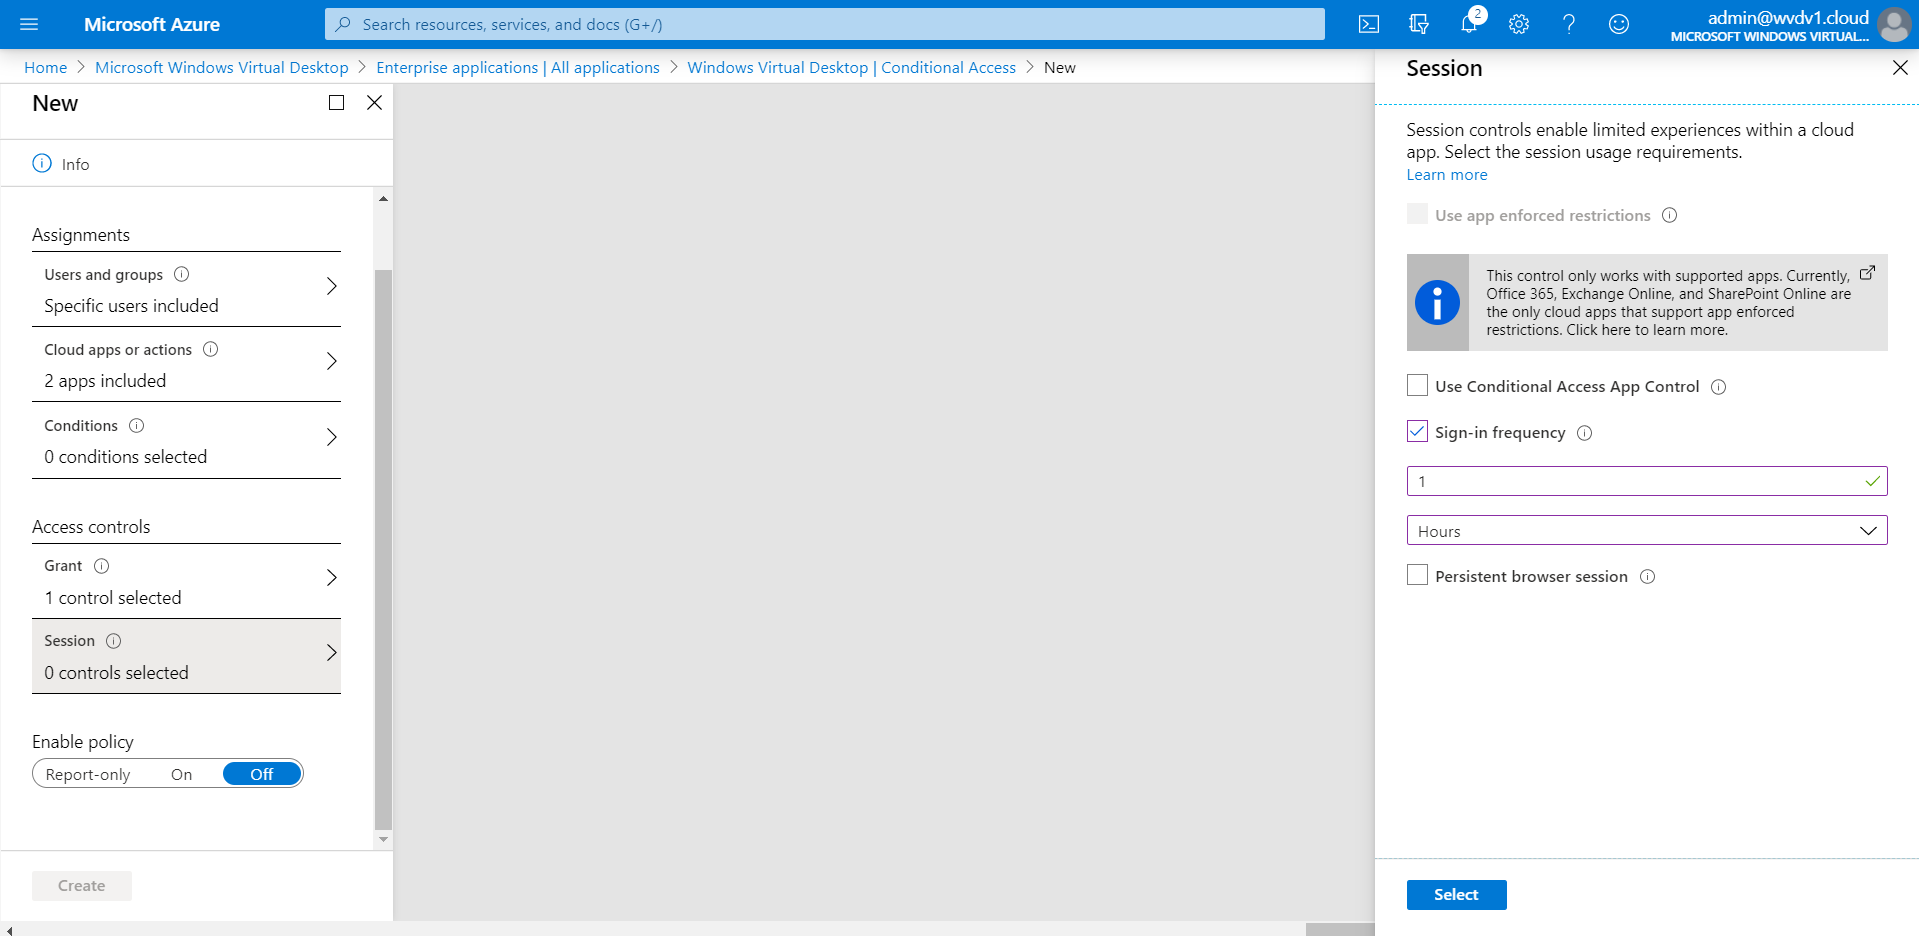 Microsoft Azure
Search resources, services, and docs (G+/)
2
admin@wvdv1.cloud
MICROSOFT WINDOWS VIRTUAL...
Home > Microsoft Windows Virtual Desktop > Enterprise applications | All applications > Windows Virtual Desktop | Conditional Access > New
New
Info
Assignments
Users and groups
Specific users included
Cloud apps or actions
2 apps included
Conditions
0 conditions selected
Access controls
Grant
1 control selected
Session
0 controls selected
Enable policy
Report-only On Off
Create
Session
Session controls enable limited experiences within a cloud
app. Select the session usage requirements.
Learn more
Use app enforced restrictions
This control only works with supported apps. Currently,
Office 365, Exchange Online, and SharePoint Online are
the only cloud apps that support app enforced
restrictions. Click here to learn more.
Use Conditional Access App Control
Sign-in frequency
1
Hours
Persistent browser session
Select